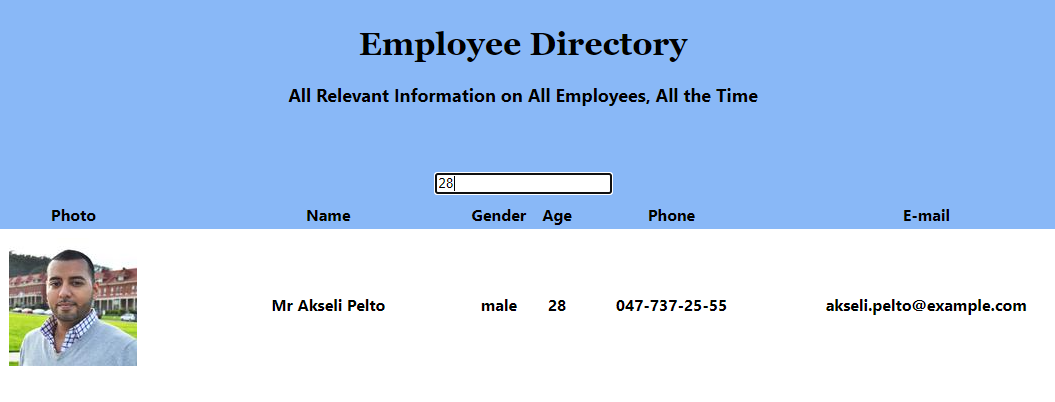 Employee Directory
All Relevant Information on All Employees, All the Time
28
Photo Name Gender Age Phone E-mail
Mr Akseli Pelto male 28 047-737-25-55 akseli.pelto@example.com